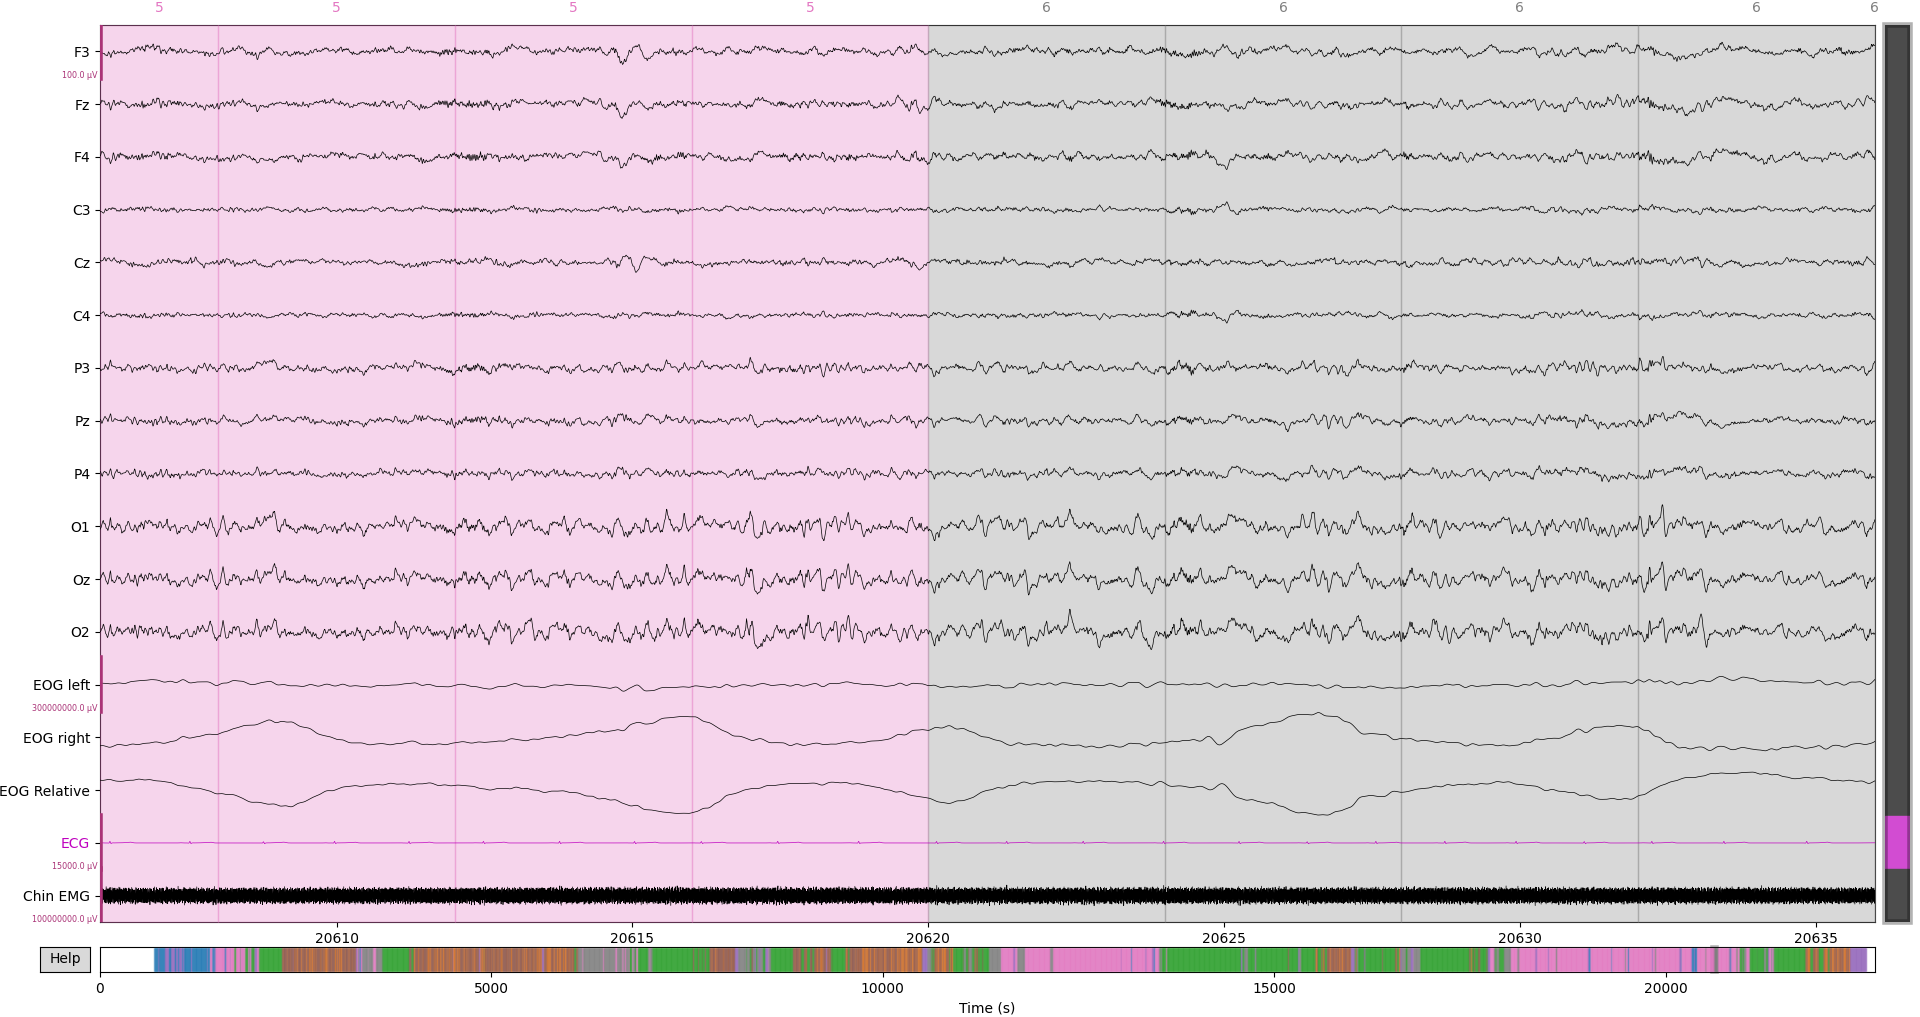 5 5 5 5 6 6 6 6 6
F3
100.0 µV
Fz
F4
C3
Cz
C4
P3
Pz
P4
O1
Oz
O2
EOG left
300000000.0 µV
EOG right
EOG Relative
ECG
15000.0 µV
Chin EMG
100000000.0 µV
20610 20615 20620 20625 20630 20635
Help
0 5000 10000 15000 20000
Time (s)